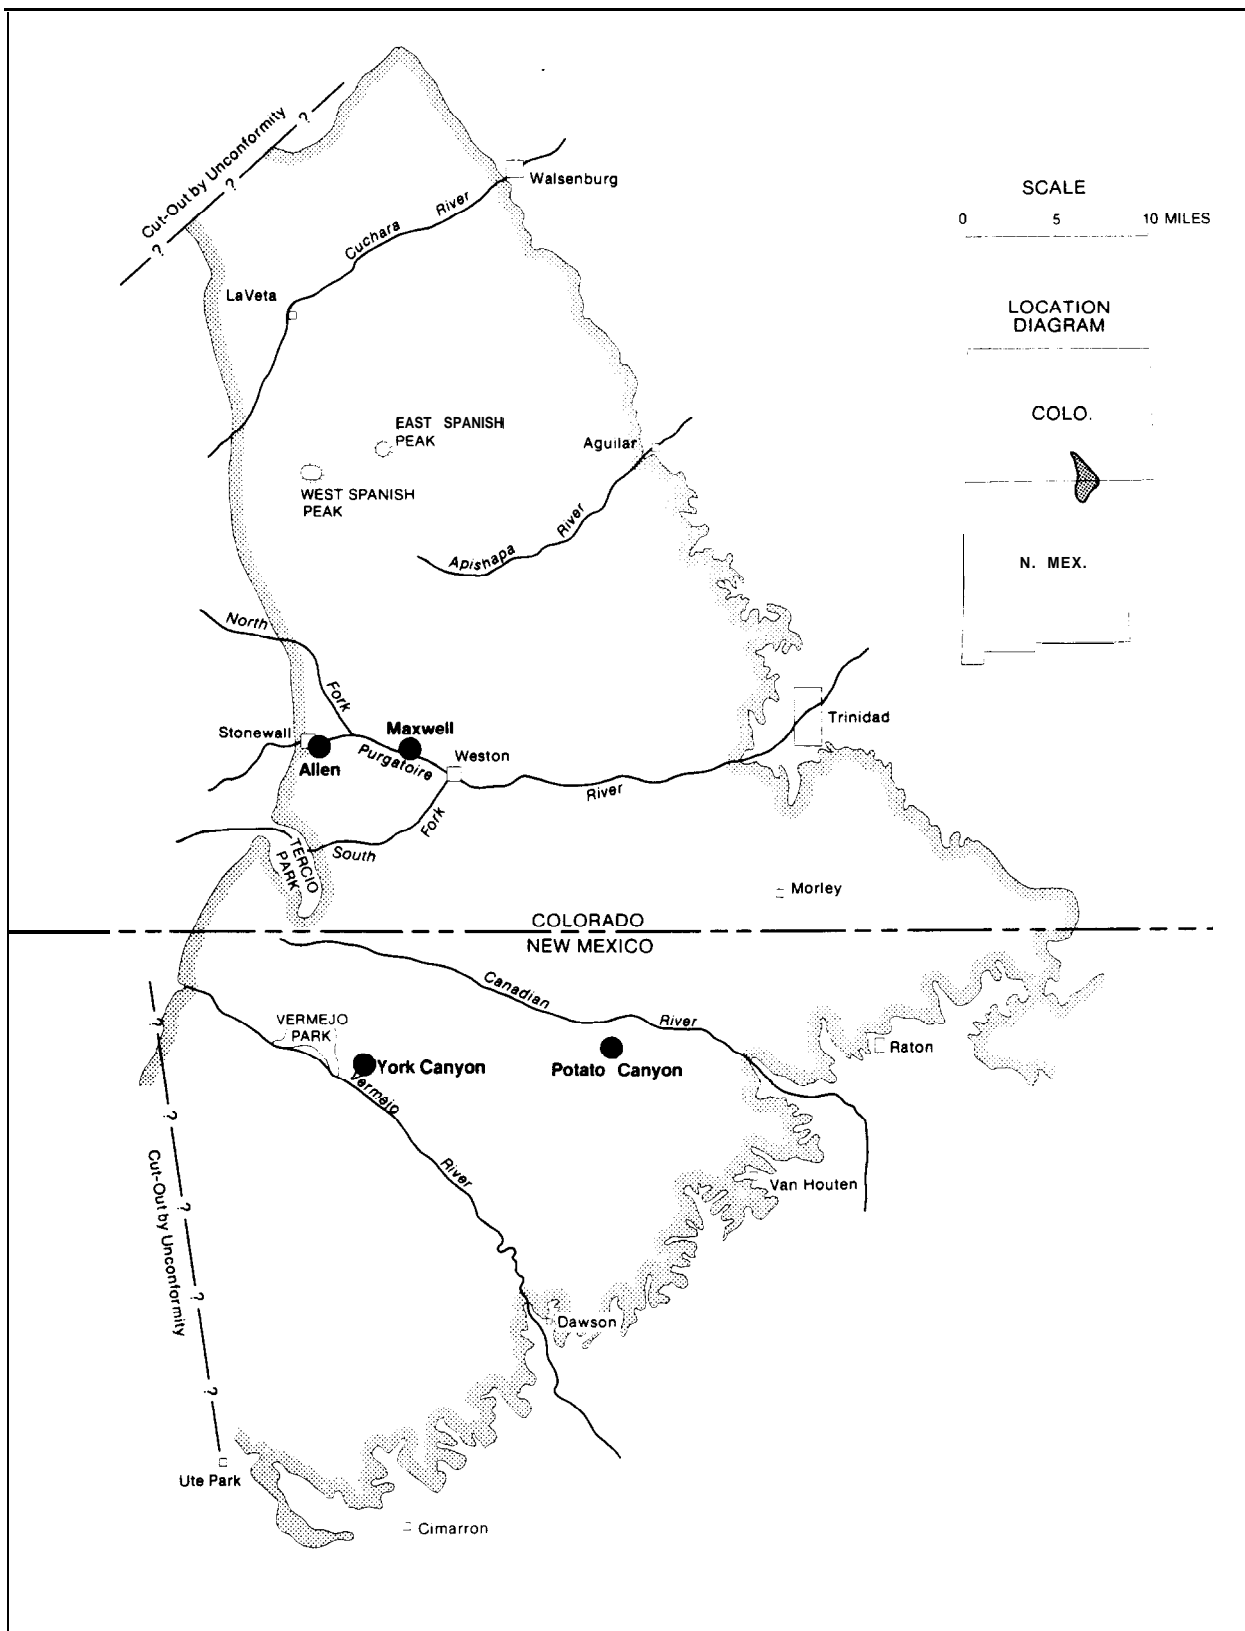 Cut-Out by Unconformity
?
?
?
Walsenburg
Cuchara River
La Veta
SCALE
0 5 10 MILES
LOCATION
DIAGRAM
COLO.
N. MEX.
EAST SPANISH
PEAK
WEST SPANISH
PEAK
Aguilar
Apishapa River
North Fork
Stonewall
Allen
Maxwell
Purgatoire River
Weston
Trinidad
South Fork
TERCIO
PARK
Morley
COLORADO
NEW MEXICO
Canadian River
VERMEJO
PARK
York Canyon
Potato Canyon
Raton
Vermejo River
Van Houten
?
?
Cut-Out by Unconformity
?
?
?
Dawson
Ute Park
Cimarron